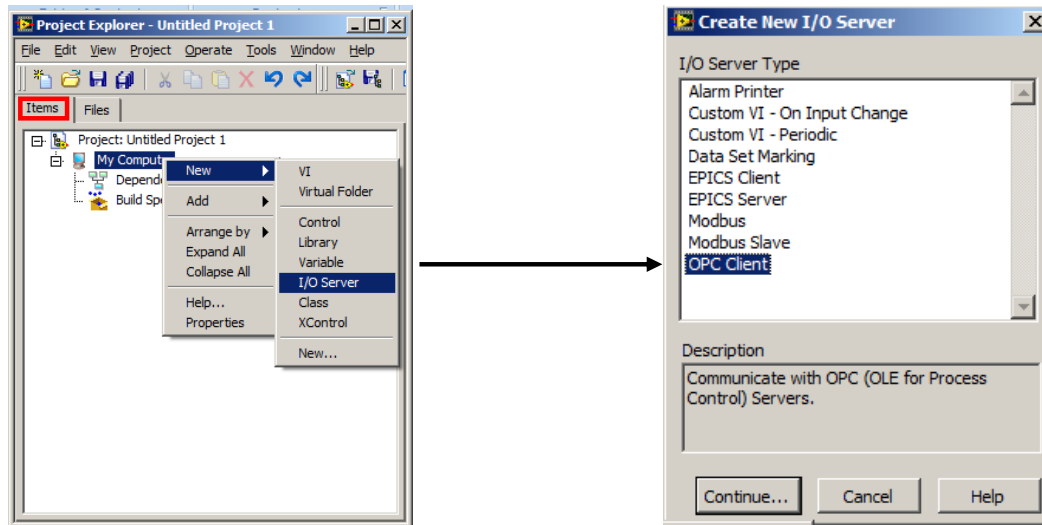 Project Explorer - Untitled Project 1
File Edit View Project Operate Tools Window Help
Items Files
Project: Untitled Project 1
My Compute
Depend
Build Spe
New
Add
Arrange by
Expand All
Collapse All
Help...
Properties
VI
Virtual Folder
Control
Library
Variable
I/O Server
Class
XControl
New...
Create New I/O Server
I/O Server Type
Alarm Printer
Custom VI - On Input Change
Custom VI - Periodic
Data Set Marking
EPICS Client
EPICS Server
Modbus
Modbus Slave
OPC Client
Description
Communicate with OPC (OLE for Process
Control) Servers.
Continue... Cancel Help